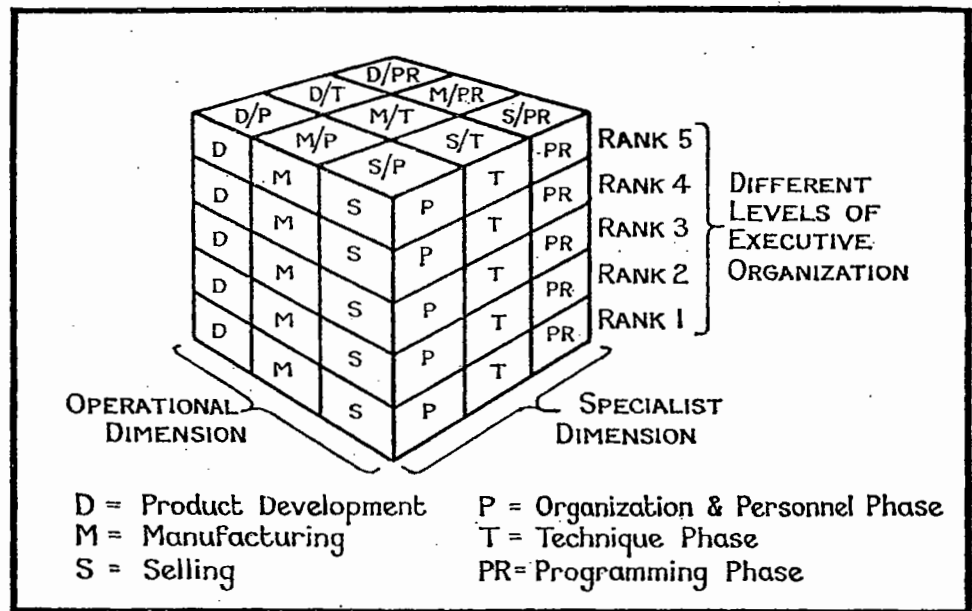 D/PR
D/T M/PR
D/P M/T S/PR
M/P S/T
S/P
D M S P T PR RANK 5
D M S P T PR RANK 4
D M S P T PR RANK 3
D M S P T PR RANK 2
D M S P T PR RANK 1
DIFFERENT
LEVELS OF
EXECUTIVE
ORGANIZATION
OPERATIONAL
DIMENSION
SPECIALIST
DIMENSION
D = Product Development
M = Manufacturing
S = Selling
P = Organization & Personnel Phase
T = Technique Phase
PR= Programming Phase